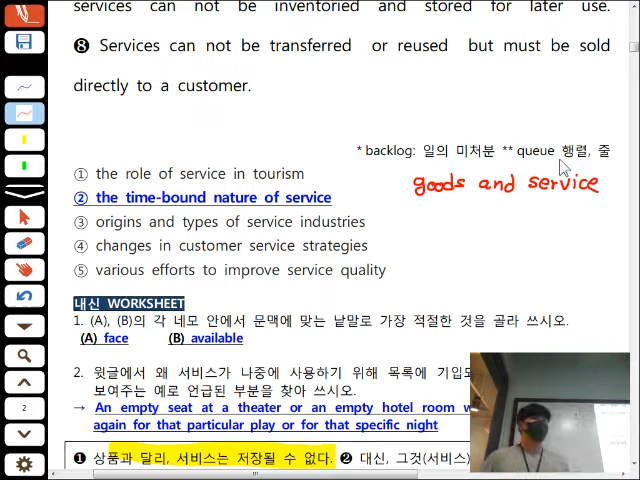 services can not be inventoried and stored for later use.
❽ Services can not be transferred or reused but must be sold
directly to a customer.
* backlog: 일의 미처분 ** queue 행렬, 줄
① the role of service in tourism
goods and service
② the time-bound nature of service
③ origins and types of service industries
④ changes in customer service strategies
⑤ various efforts to improve service quality
내신 WORKSHEET
1. (A), (B)의 각 네모 안에서 문맥에 맞는 낱말로 가장 적절한 것을 골라 쓰시오.
(A) face (B) available
2. 윗글에서 왜 서비스가 나중에 사용하기 위해 목록에 기입되
보여주는 예로 언급된 부분을 찾아 쓰시오.
→ An empty seat at a theater or an empty hotel room w
again for that particular play or for that specific night
❶ 상품과 달리, 서비스는 저장될 수 없다. ❷ 대신, 그것(서비스)
2